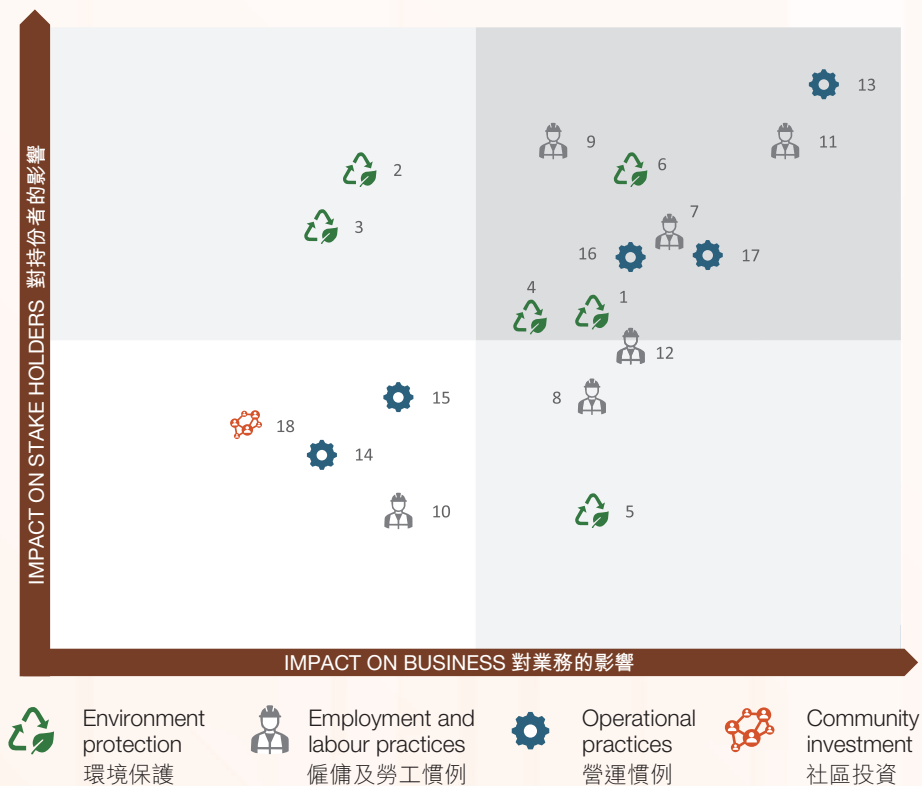 IMPACT ON STAKE HOLDERS 對持份者的影響
13
9
11
2
6
7
3
16
17
4
1
12
15
8
18
14
10
5
IMPACT ON BUSINESS 對業務的影響
Environment
protection
環境保護
Employment and
labour practices
僱傭及勞工慣例
Operational
practices
營運慣例
Community
investment
社區投資